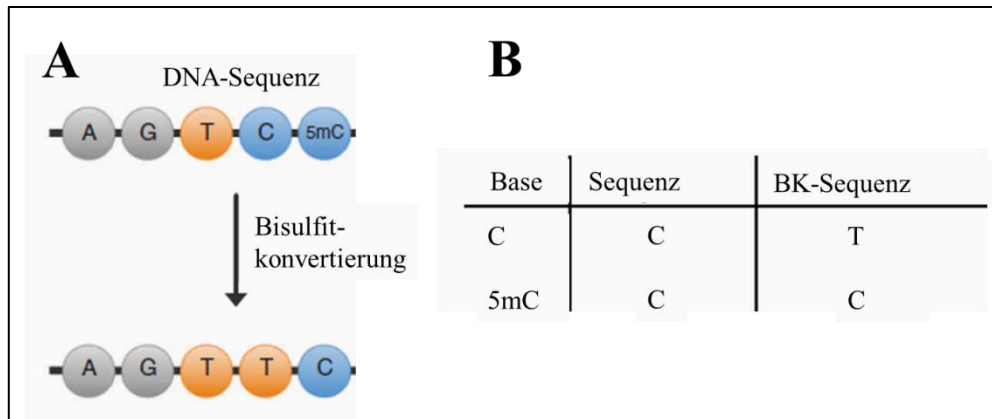 A
DNA-Sequenz
A G T C 5mC
Bisulfit-
konvertierung
A G T T C
B
Base Sequenz BK-Sequenz
C C T
5mC C C